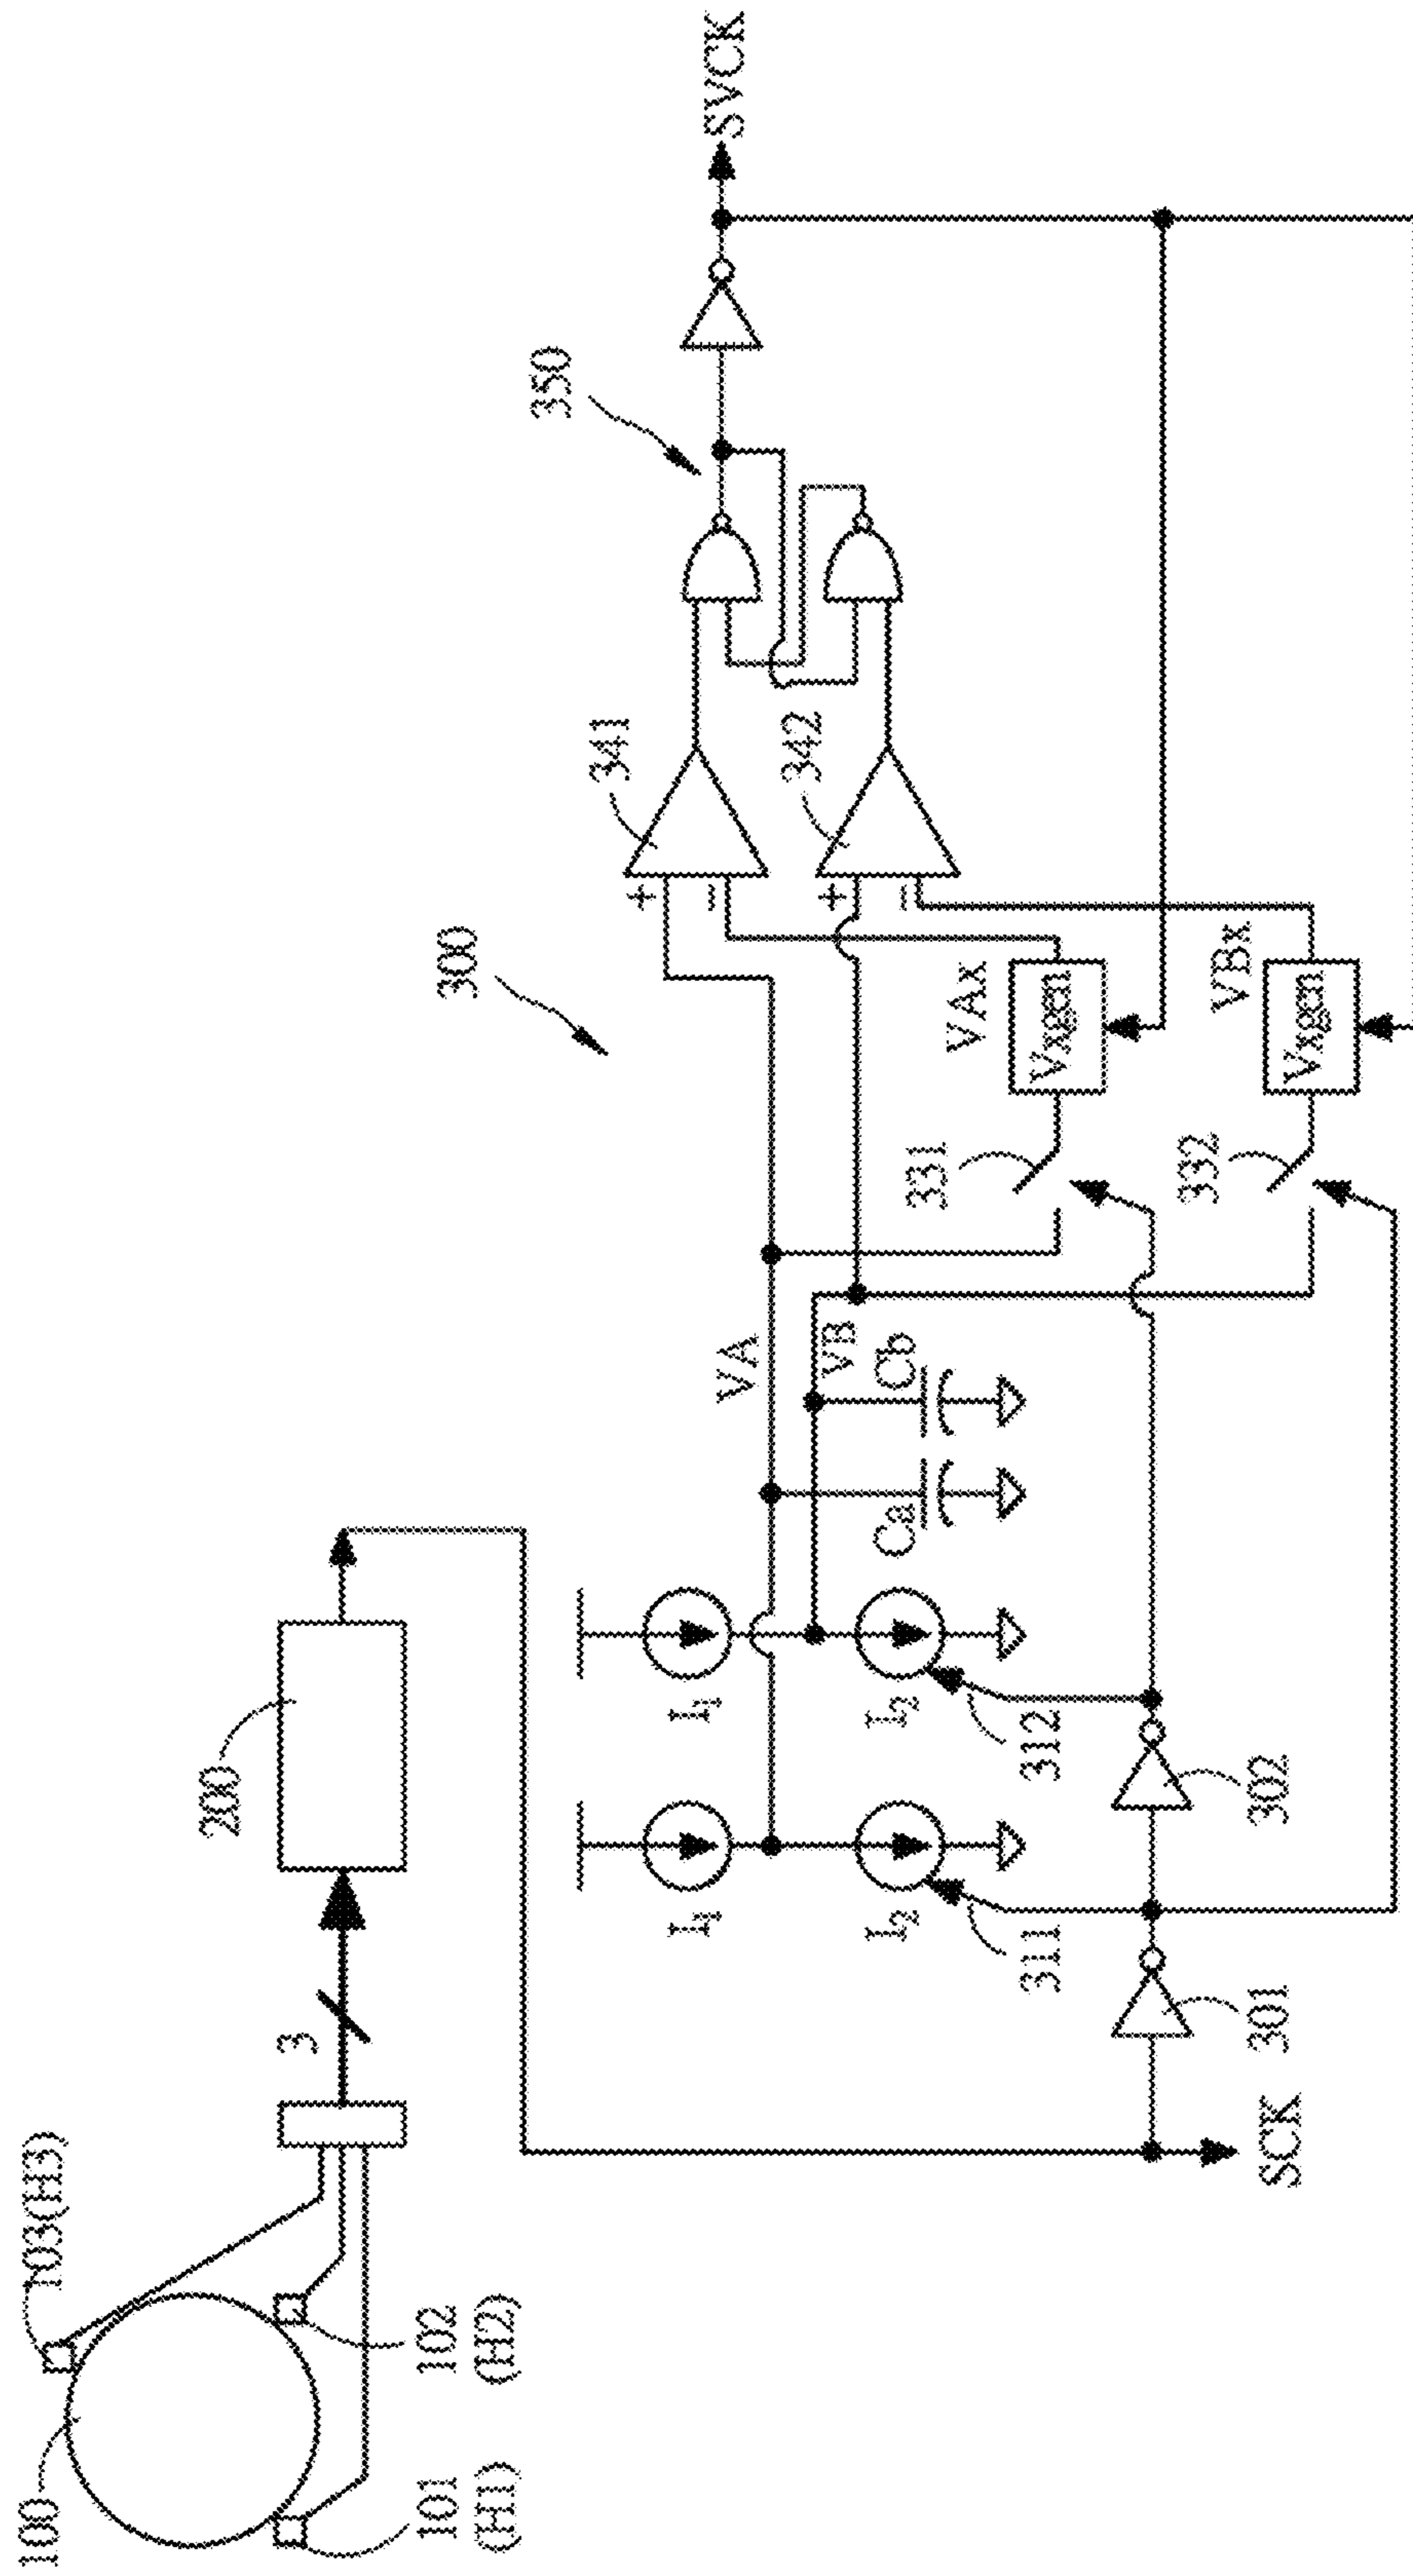 100
101
(H1)
102
(H2)
103(H3)
3
200
300
SCK
301
302
311
312
I1
I2
I1
I2
Ca
Cb
VA
VB
331
332
VAx
Vxgen
VBx
Vxgen
+
−
341
+
−
342
350
SVCK